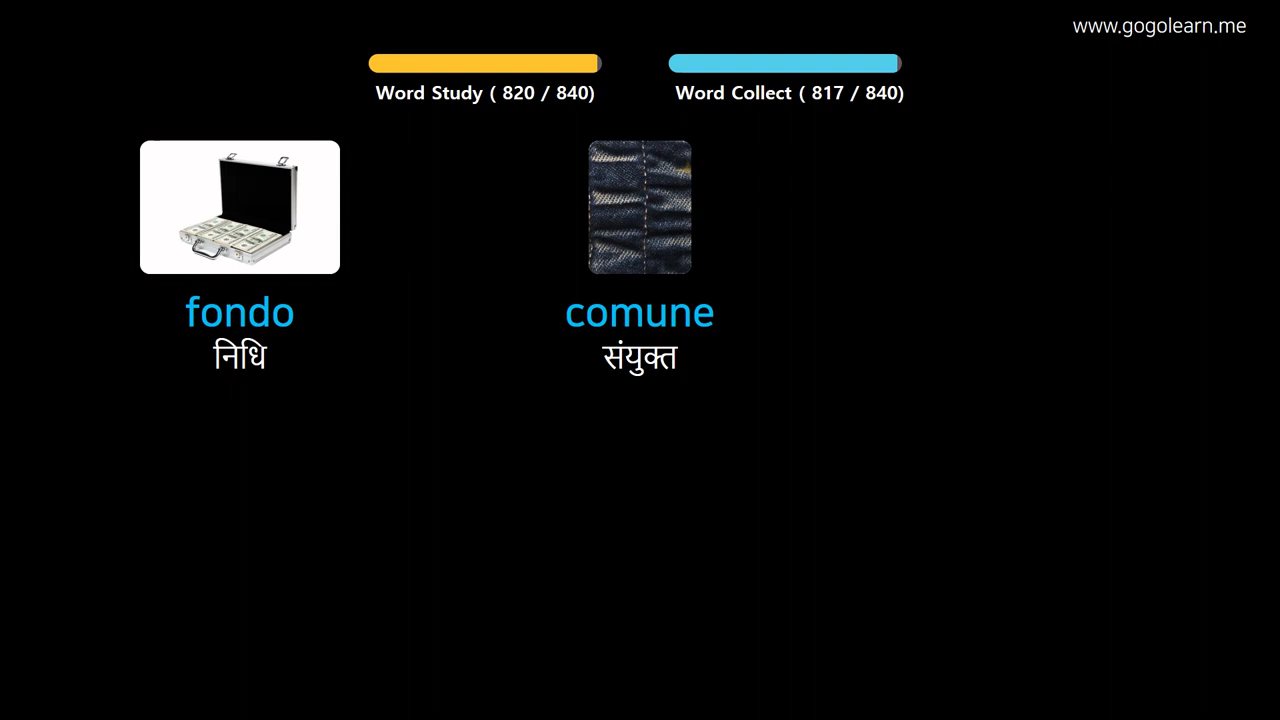 www.gogolearn.me
Word Study ( 820 / 840)
Word Collect ( 817 / 840)
fondo
निधि
comune
संयुक्त